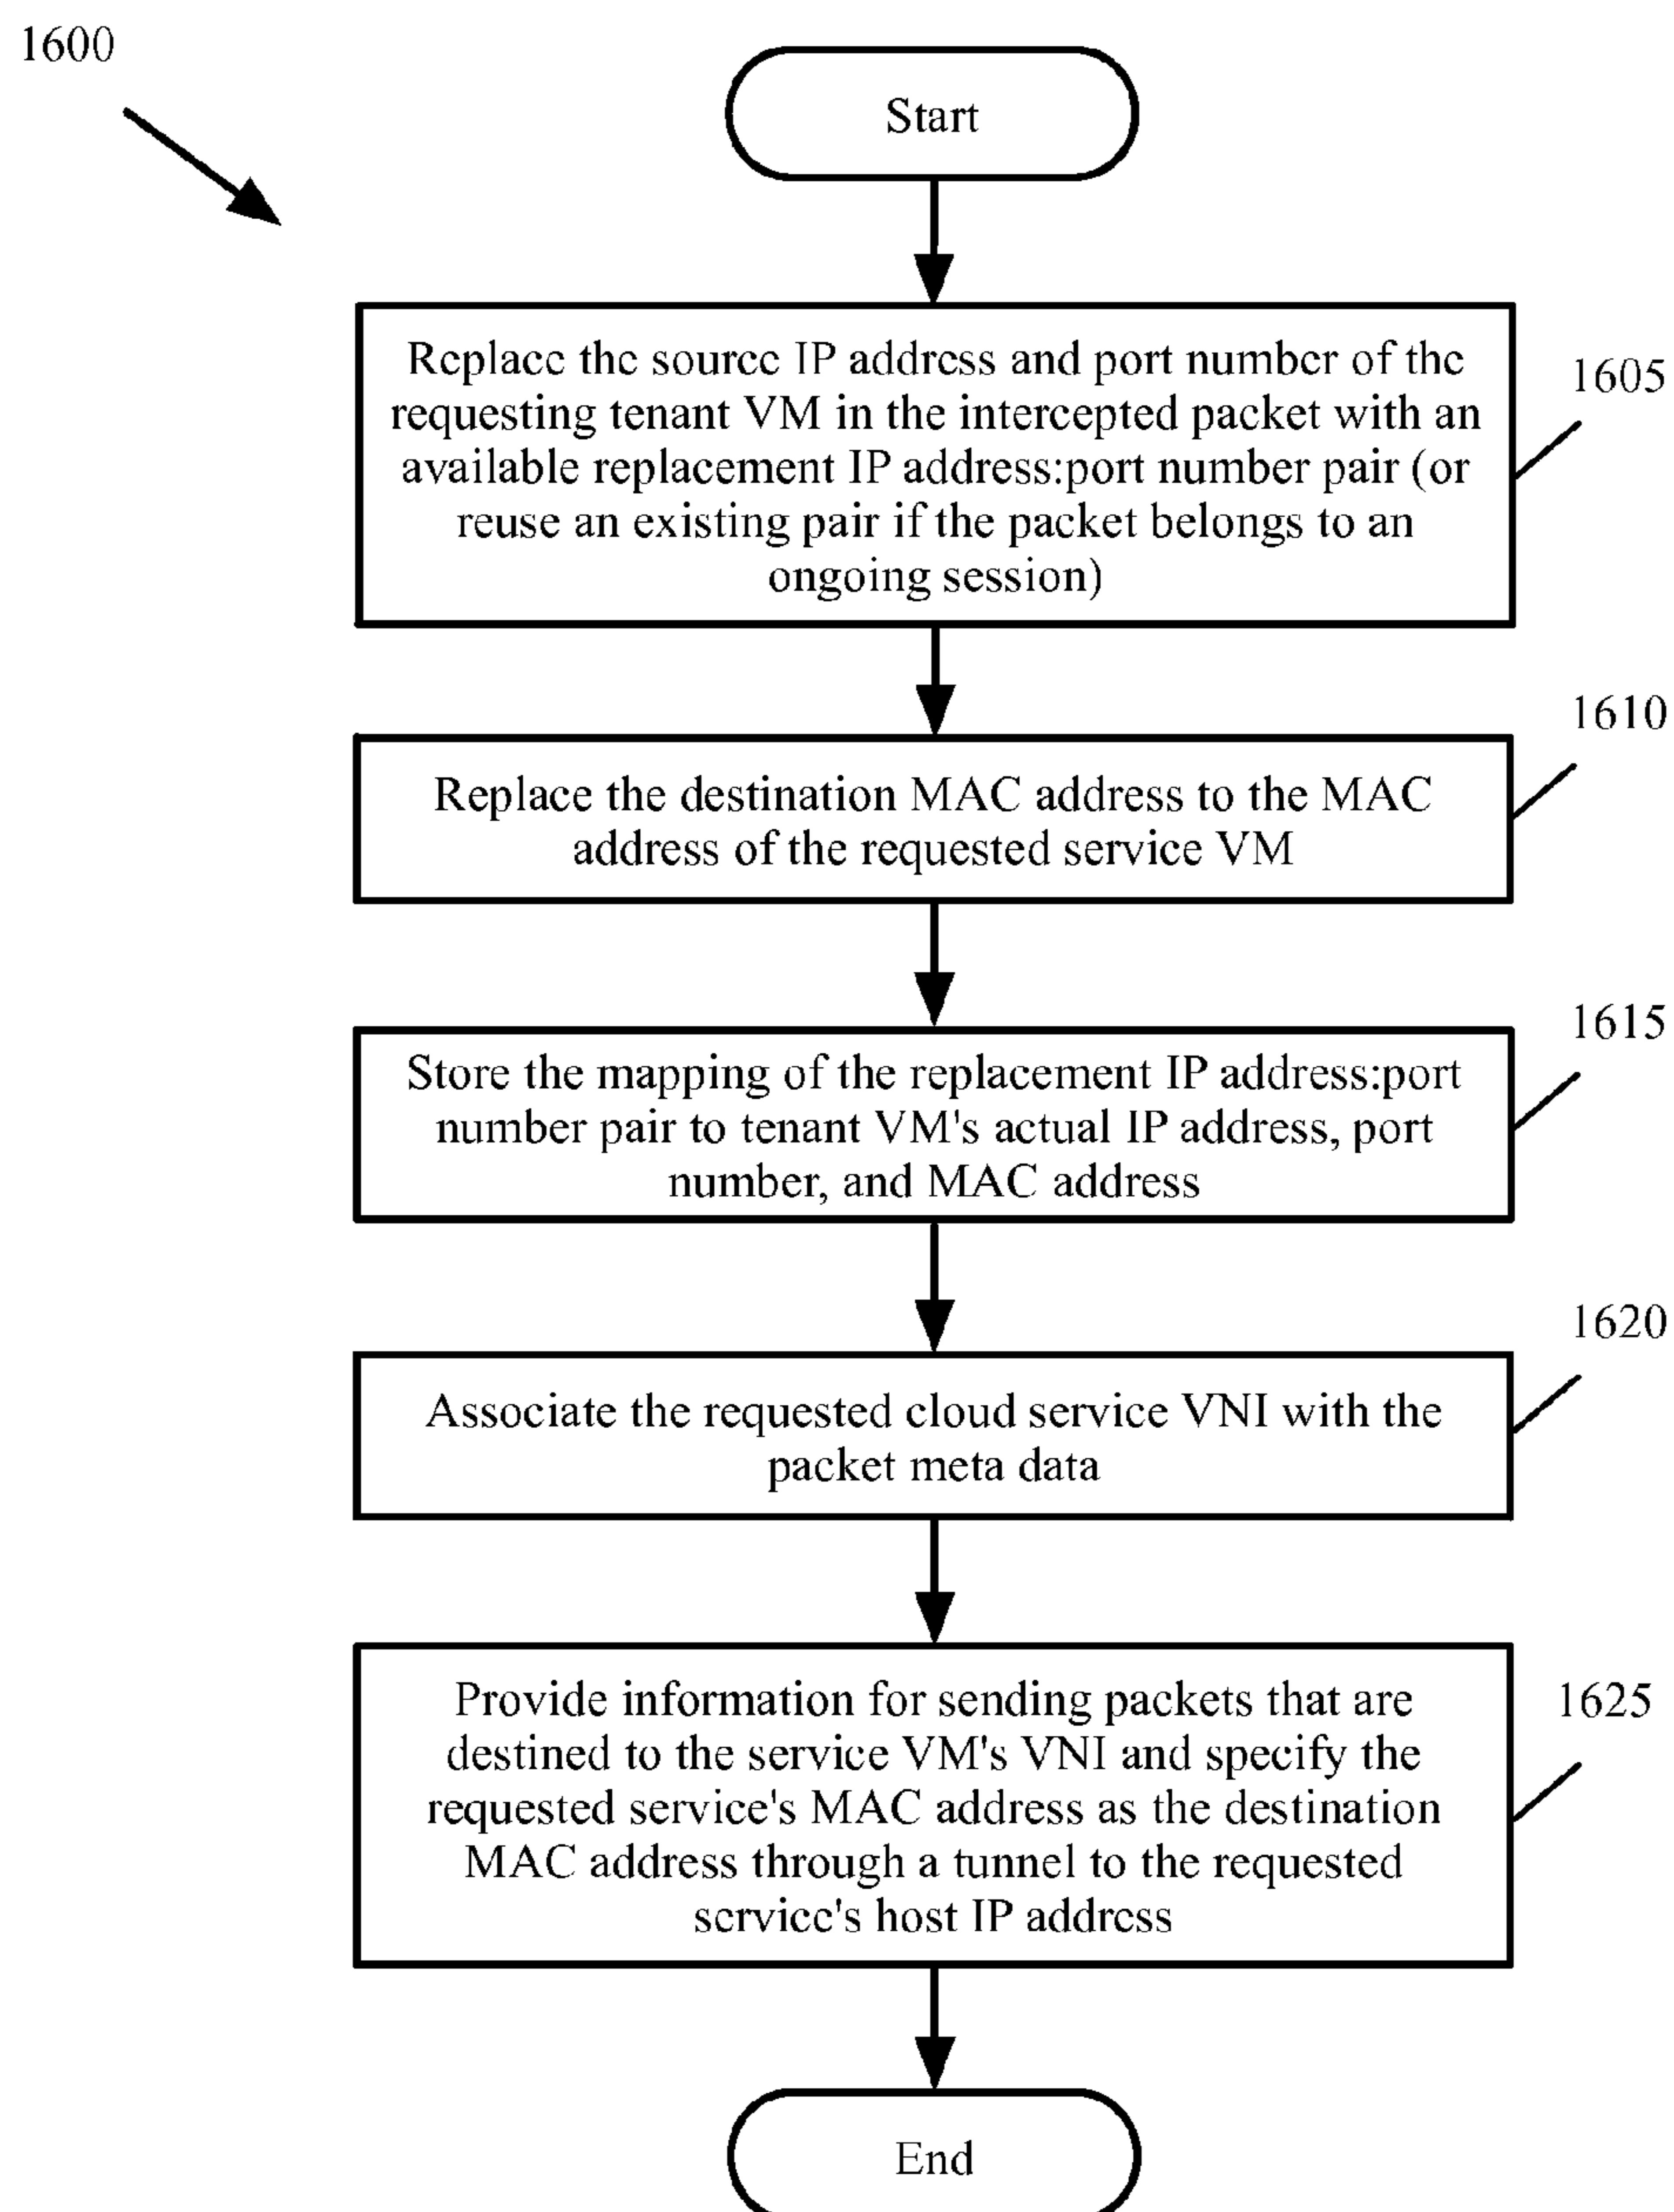 1600
Start
Replace the source IP address and port number of the
requesting tenant VM in the intercepted packet with an
available replacement IP address:port number pair (or
reuse an existing pair if the packet belongs to an
ongoing session)
1605
Replace the destination MAC address to the MAC
address of the requested service VM
1610
Store the mapping of the replacement IP address:port
number pair to tenant VM's actual IP address, port
number, and MAC address
1615
Associate the requested cloud service VNI with the
packet meta data
1620
Provide information for sending packets that are
destined to the service VM's VNI and specify the
requested service's MAC address as the destination
MAC address through a tunnel to the requested
service's host IP address
1625
End